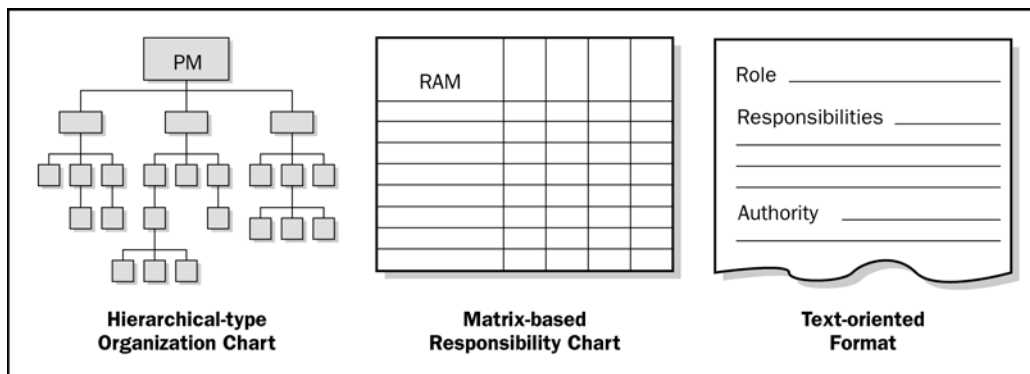 PM
RAM
Role
Responsibilities
Authority
Hierarchical-type
Organization Chart
Matrix-based
Responsibility Chart
Text-oriented
Format